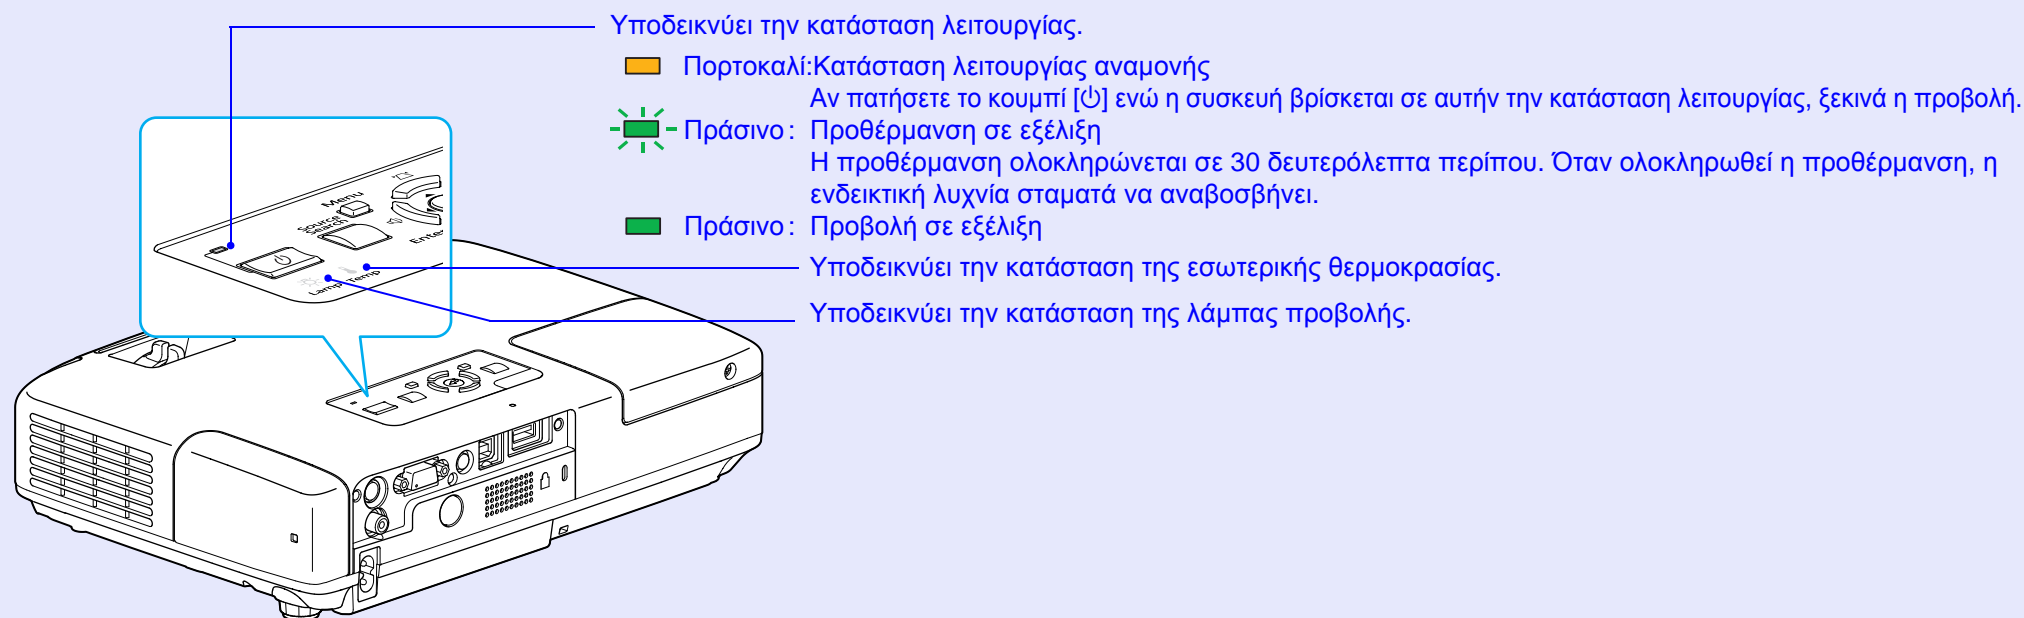 Υποδεικνύει την κατάσταση λειτουργίας.
Πορτοκαλί:Κατάσταση λειτουργίας αναμονής
Αν πατήσετε το κουμπί [⏻] ενώ η συσκευή βρίσκεται σε αυτήν την κατάσταση λειτουργίας, ξεκινά η προβολή.
Πράσινο: Προθέρμανση σε εξέλιξη
Η προθέρμανση ολοκληρώνεται σε 30 δευτερόλεπτα περίπου. Όταν ολοκληρωθεί η προθέρμανση, η
ενδεικτική λυχνία σταματά να αναβοσβήνει.
Πράσινο: Προβολή σε εξέλιξη
Υποδεικνύει την κατάσταση της εσωτερικής θερμοκρασίας.
Υποδεικνύει την κατάσταση της λάμπας προβολής.
Menu
Source
Search
Ente
Lamp Temp